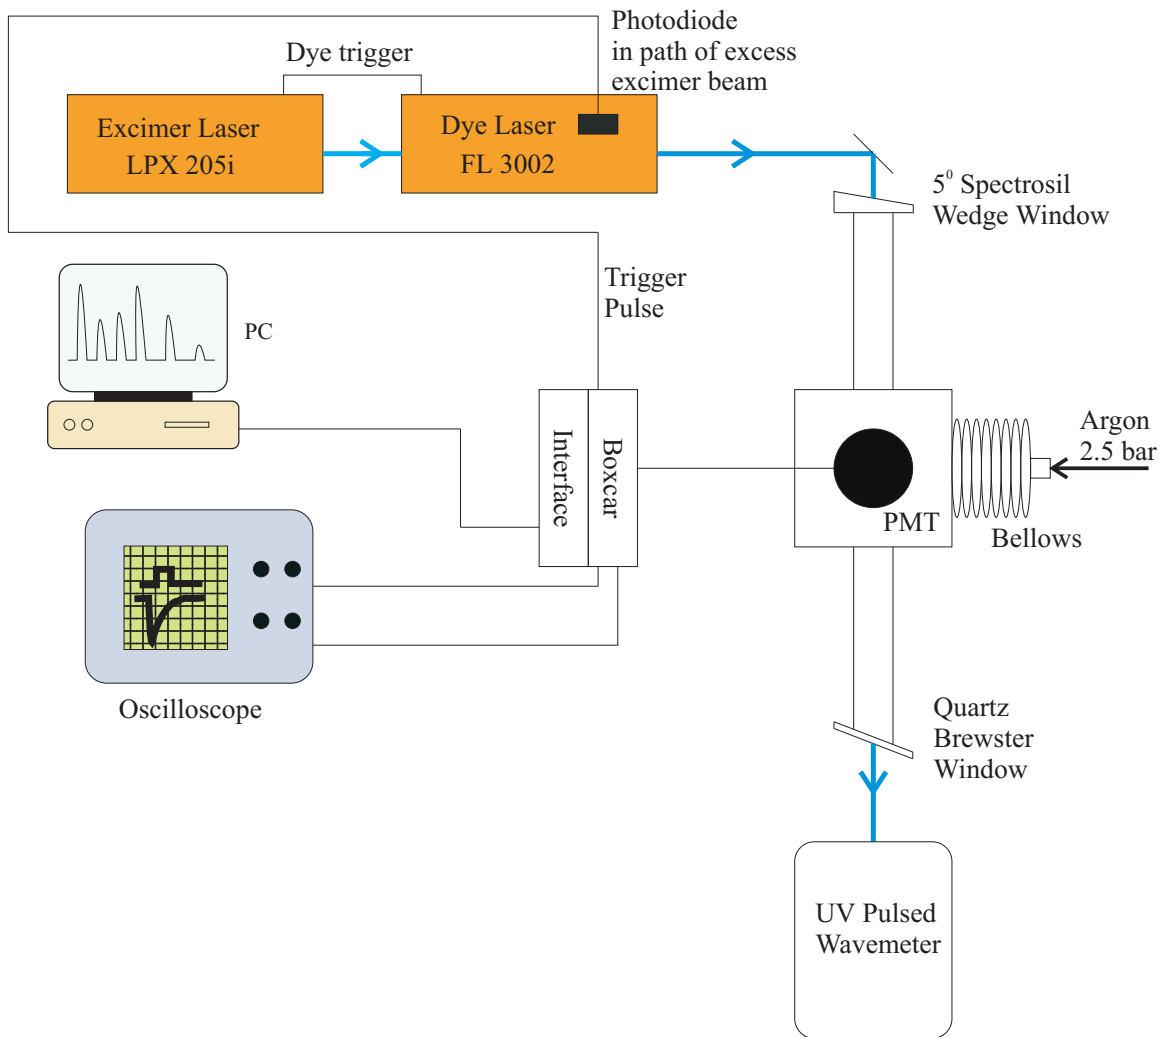 Photodiode
in path of excess
excimer beam
Dye trigger
Excimer Laser
LPX 205i
Dye Laser
FL 3002
5⁰ Spectrosil
Wedge Window
Trigger
Pulse
PC
Interface
Boxcar
Argon
2.5 bar
PMT
Bellows
Oscilloscope
Quartz
Brewster
Window
UV Pulsed
Wavemeter